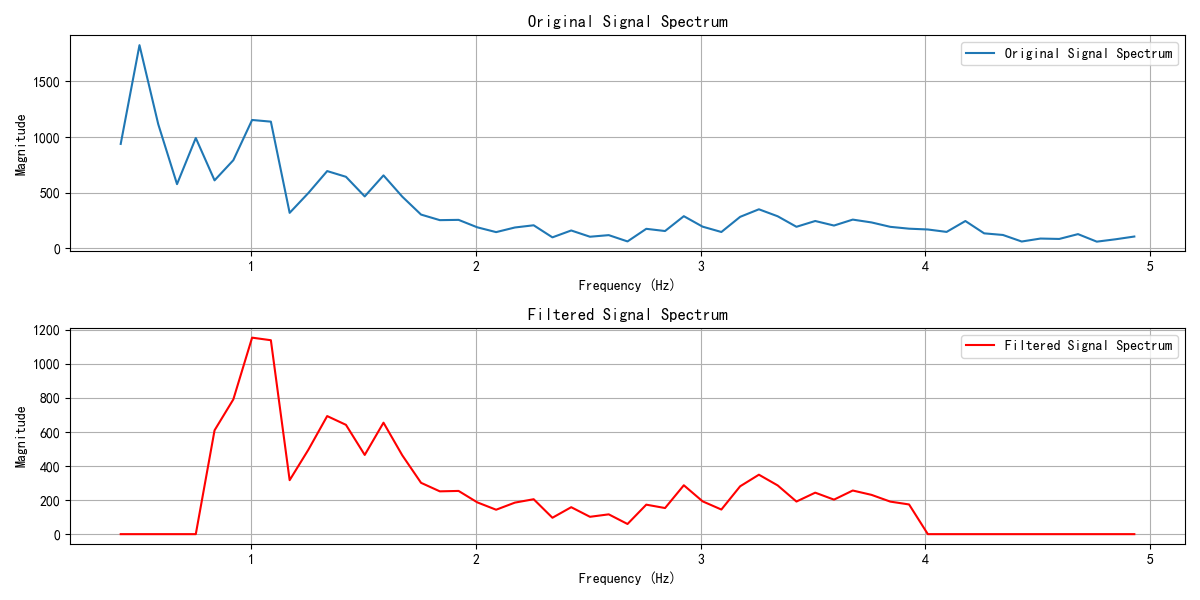 Original Signal Spectrum
Original Signal Spectrum
1500
1000
500
0
Magnitude
1 2 3 4 5
Frequency (Hz)
Filtered Signal Spectrum
Filtered Signal Spectrum
1200
1000
800
600
400
200
0
Magnitude
1 2 3 4 5
Frequency (Hz)